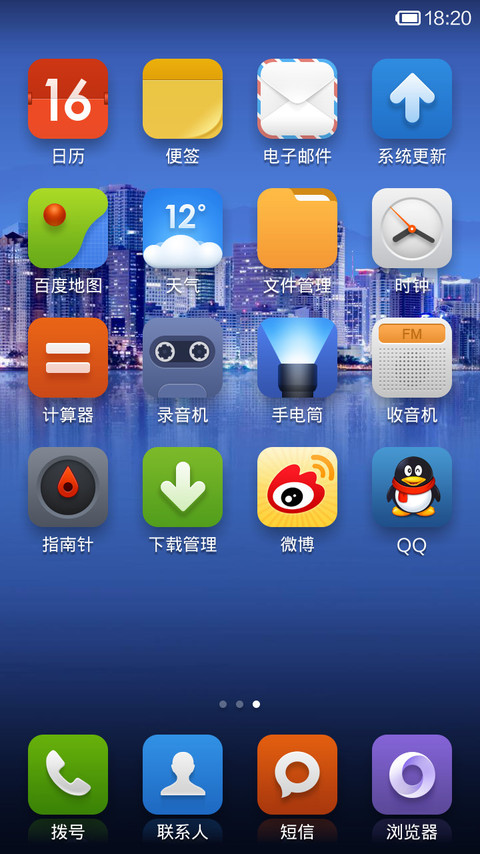 18:20
16
日历
便签
电子邮件
系统更新
百度地图
12°
天气
文件管理
时钟
计算器
录音机
手电筒
FM
收音机
指南针
下载管理
微博
QQ
拨号
联系人
短信
浏览器